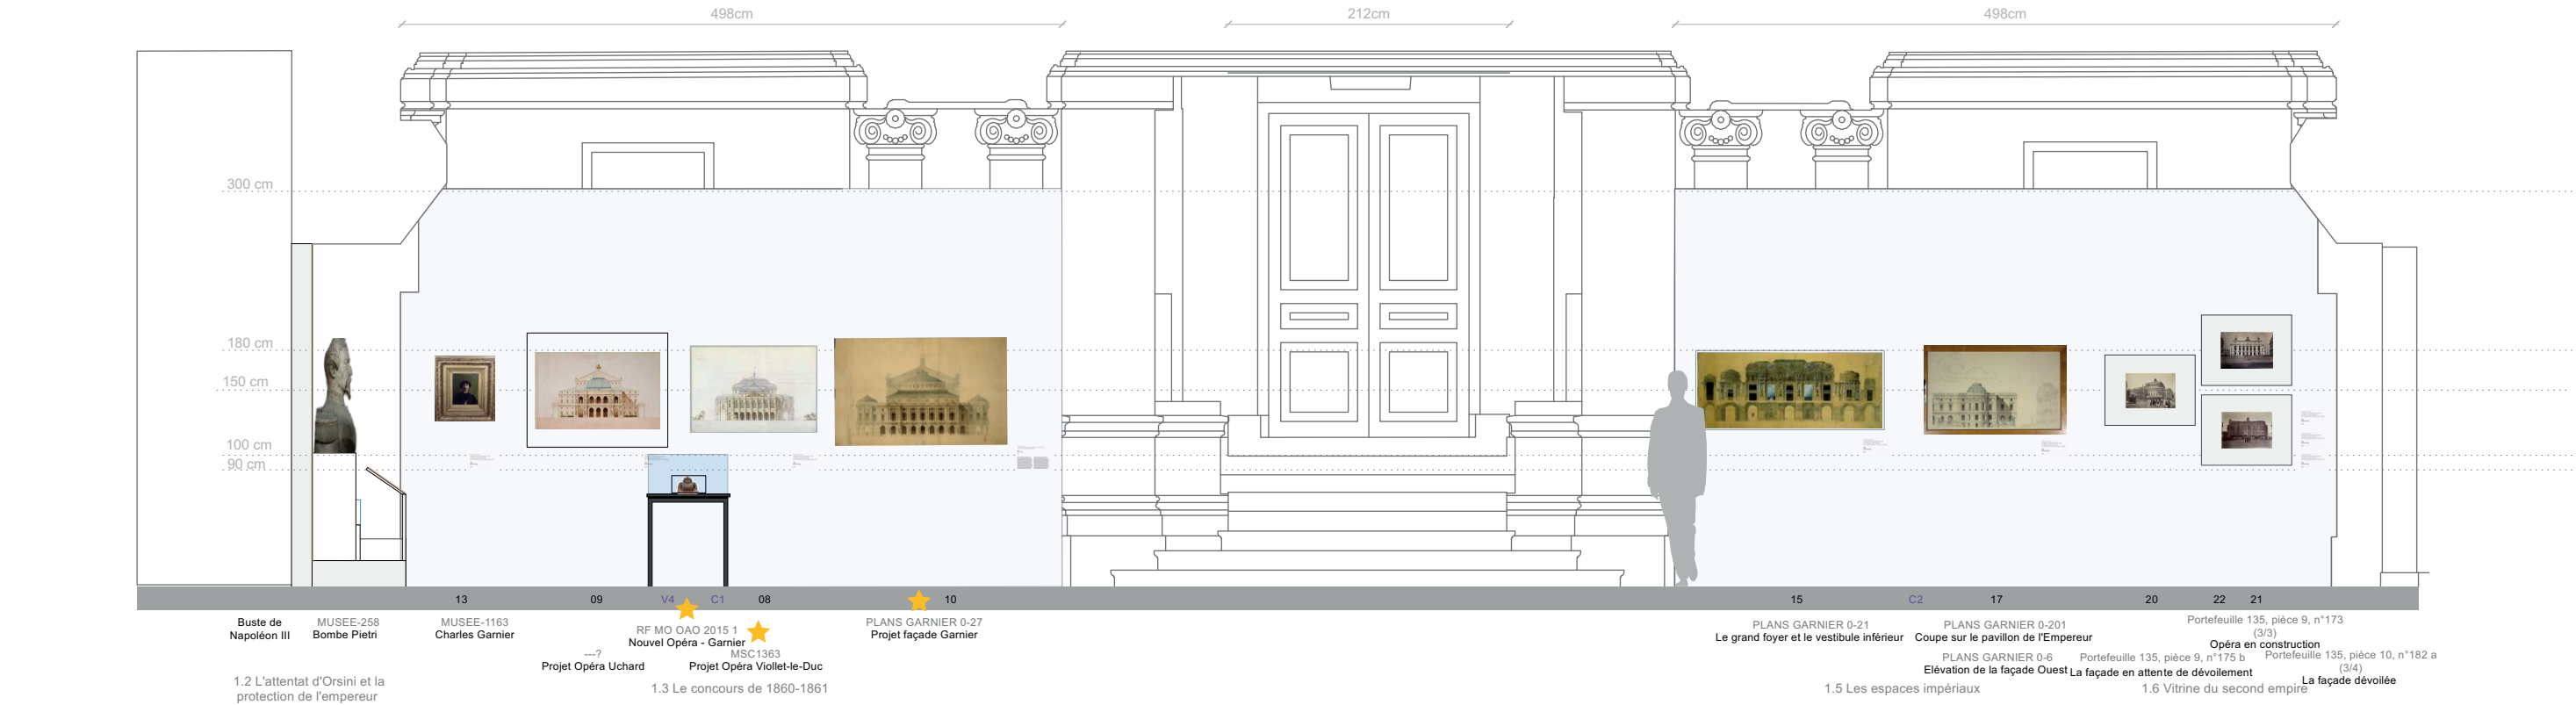 498cm
212cm
498cm
300 cm
180 cm
150 cm
100 cm
90 cm
13
09
V4
C1
08
10
15
C2
17
20
22
21
Buste de
Napoléon III
MUSEE-258
Bombe Pietri
MUSEE-1163
Charles Garnier
RF MO OAO 2015 1
Nouvel Opéra - Garnier
---?
Projet Opéra Uchard
MSC1363
Projet Opéra Viollet-le-Duc
PLANS GARNIER 0-27
Projet façade Garnier
PLANS GARNIER 0-21
Le grand foyer et le vestibule inférieur
PLANS GARNIER 0-201
Coupe sur le pavillon de l'Empereur
PLANS GARNIER 0-6
Elévation de la façade Ouest
Portefeuille 135, pièce 9, n°173
(3/3)
Opéra en construction
Portefeuille 135, pièce 9, n°175 b
La façade en attente de dévoilement
Portefeuille 135, pièce 10, n°182 a
(3/4)
La façade dévoilée
1.2 L'attentat d'Orsini et la
protection de l'empereur
1.3 Le concours de 1860-1861
1.5 Les espaces impériaux
1.6 Vitrine du second empire